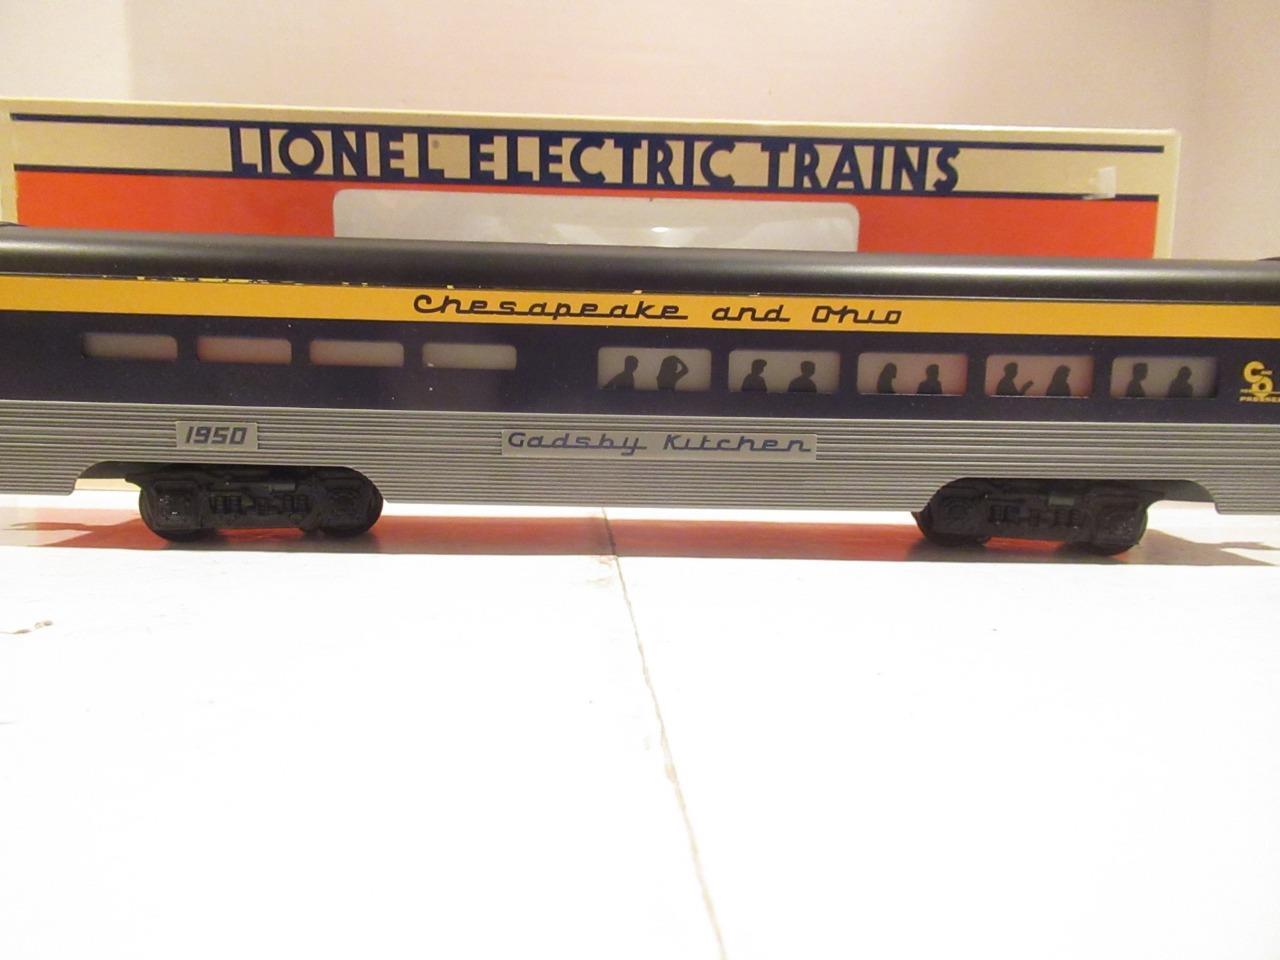 LIONEL ELECTRIC TRAINS
Chesapeake and Ohio
C&O
1950
Gadsby Kitchen